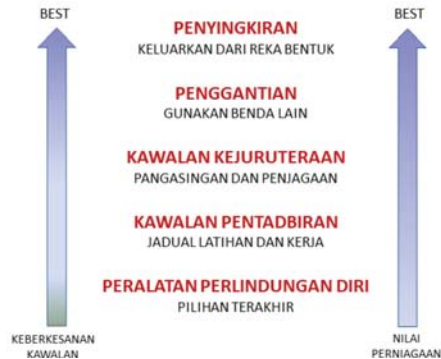 BEST
BEST
PENYINGKIRAN
KELUARKAN DARI REKA BENTUK
PENGGANTIAN
GUNAKAN BENDA LAIN
KAWALAN KEJURUTERAAN
PANGASINGAN DAN PENJAGAAN
KAWALAN PENTADBIRAN
JADUAL LATIHAN DAN KERJA
PERALATAN PERLINDUNGAN DIRI
PILIHAN TERAKHIR
KEBERKESANAN
KAWALAN
NILAI
PERNIAGAAN